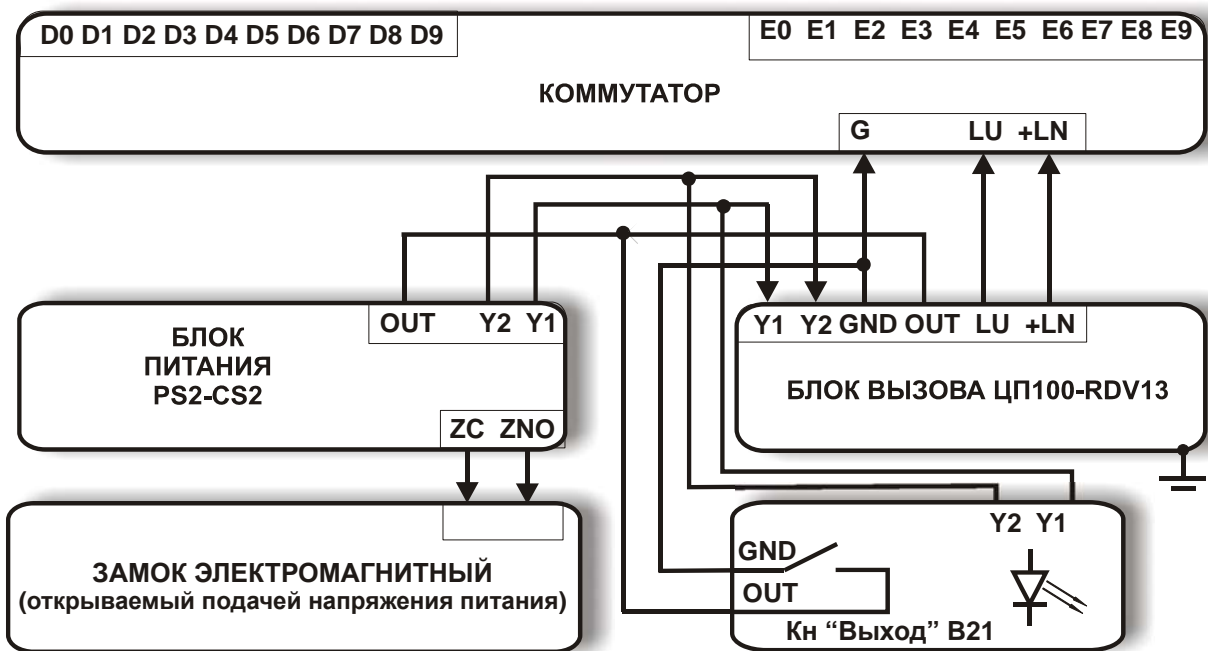 D0 D1 D2 D3 D4 D5 D6 D7 D8 D9
E0 E1 E2 E3 E4 E5 E6 E7 E8 E9
КОММУТАТОР
G LU +LN
OUT Y2 Y1
БЛОК
ПИТАНИЯ
PS2-CS2
ZC ZNO
Y1 Y2 GND OUT LU +LN
БЛОК ВЫЗОВА ЦП100-RDV13
ЗАМОК ЭЛЕКТРОМАГНИТНЫЙ
(открываемый подачей напряжения питания)
Y2 Y1
GND
OUT
Кн “Выход” B21